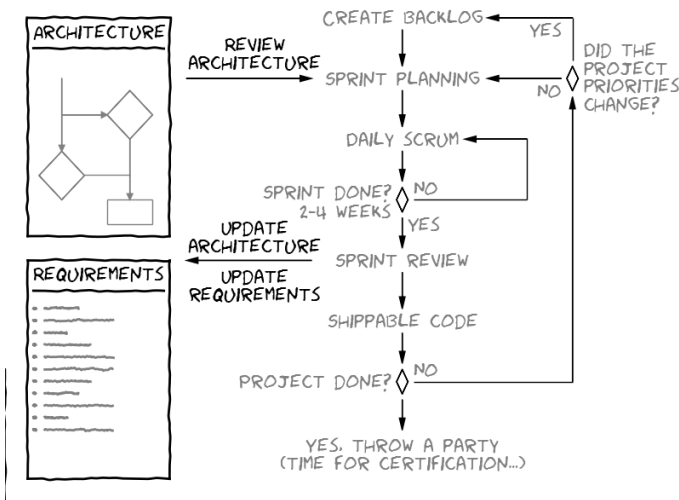 ARCHITECTURE
REVIEW
ARCHITECTURE
CREATE BACKLOG
YES
DID THE
PROJECT
PRIORITIES
CHANGE?
SPRINT PLANNING
NO
DAILY SCRUM
SPRINT DONE?
2-4 WEEKS
NO
YES
UPDATE
ARCHITECTURE
SPRINT REVIEW
UPDATE
REQUIREMENTS
REQUIREMENTS
SHIPPABLE CODE
PROJECT DONE?
NO
YES, THROW A PARTY
(TIME FOR CERTIFICATION...)